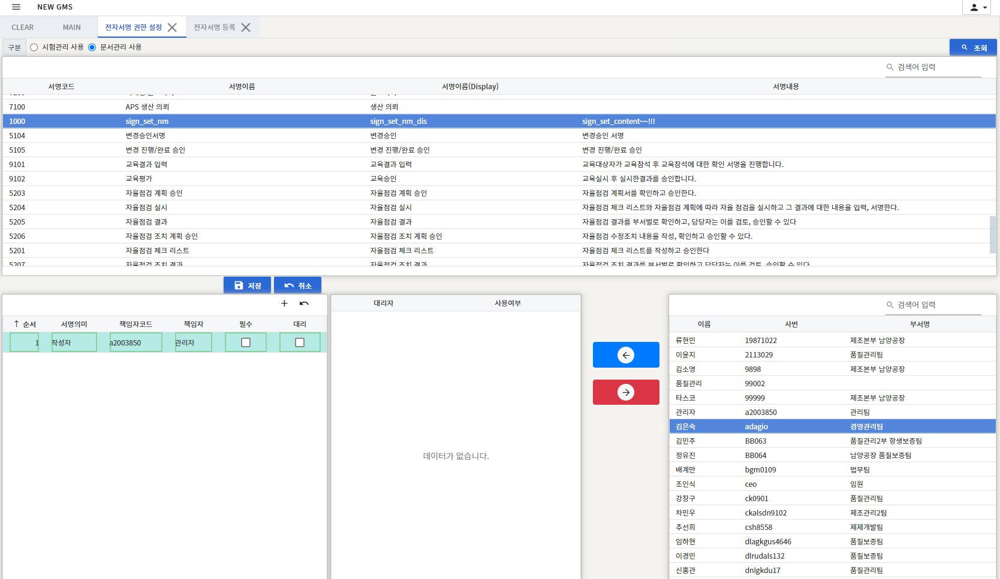 NEW GMS
CLEAR MAIN 전자서명 권한 설정 전자서명 등록
구분 시험관리 사용 문서관리 사용 조회
검색어 입력
서명코드 서명이름 서명이름(Display) 서명내용
7100 APS 생산 의뢰 생산 의뢰
1000 sign_set_nm sign_set_nm_dis sign_set_content~~!!!
5104 변경승인서명 변경승인 변경승인 서명
5105 변경 진행/완료 승인 변경 진행/완료 승인 변경 진행/완료 승인
9101 교육결과 입력 교육결과 입력 교육대상자가 교육참석 후 교육참석에 대한 확인 서명을 진행합니다.
9102 교육평가 교육승인 교육실시 후 실시한결과를 승인합니다.
5203 자율점검 계획 승인 자율점검 계획 승인 자율점검 계획서를 확인하고 승인한다.
5204 자율점검 실시 자율점검 실시 자율점검 체크 리스트와 자율점검 계획에 따라 자율 점검을 실시하고 그 결과에 대한 내용을 입력, 서명한다.
5205 자율점검 결과 자율점검 결과 자율점검 결과를 부서벌로 확인하고, 담당자는 이를 검토, 승인할 수 있다
5206 자율점검 조치 계획 승인 자율점검 조치 계획 승인 자율점검 수정조치 내용을 작성, 확인하고 승인할 수 있다.
5201 자율점검 체크 리스트 자율점검 체크 리스트 자율점검 체크 리스트를 작성하고 승인한다
5207 자율점검 조치 결과 자율점검 조치 결과 자율점검 조치 결과를 부서벌로 확인하고 담당자는 이를 검토, 승인할 수 있다
저장 취소
순서 서명의미 책임자코드 책임자 필수 대리
1 작성자 a2003850 관리자
대리자 사용여부
데이터가 없습니다.
검색어 입력
이름 사번 부서명
류현민 19871022 제조본부 남양공장
이윤지 2113029 품질관리팀
김소영 9898 제조본부 남양공장
품질관리 99002
타스코 99999 제조본부 남양공장
관리자 a2003850 관리팀
김은숙 adagio 경영관리팀
김민주 BB063 품질관리2부 항생보증팀
정유진 BB064 남양공장 품질보증팀
배계만 bgm0109 법무팀
조인식 ceo 임원
강창구 ck0901 품질관리팀
차민우 ckalsdn9102 제조관리2팀
추선희 csh8558 제제개발팀
임하현 dlagkgus4646 품질보증팀
이경민 dlrudals132 품질보증팀
신홍관 dnlgkdu17 품질관리팀